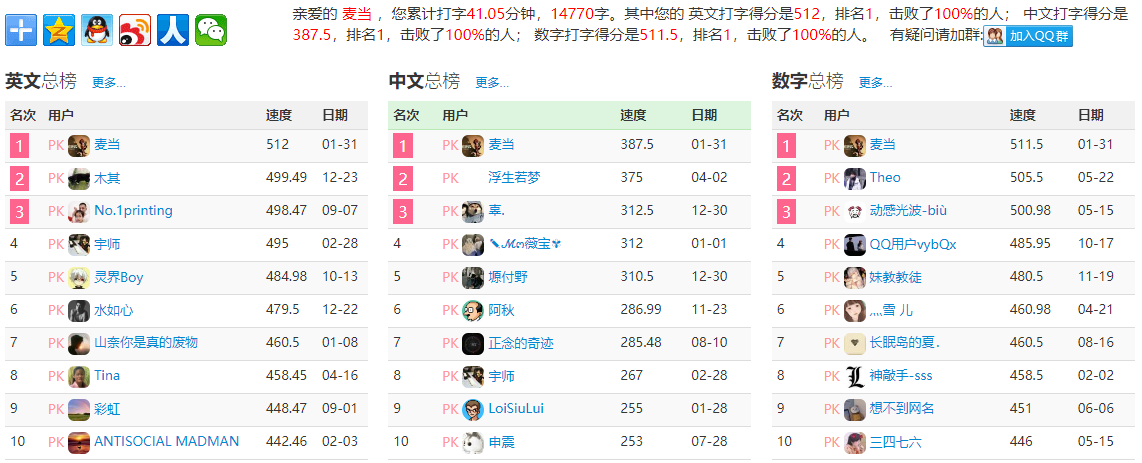 亲爱的 麦当 ，您累计打字41.05分钟，14770字。其中您的 英文打字得分是512，排名1，击败了100%的人； 中文打字得分是
387.5，排名1，击败了100%的人； 数字打字得分是511.5，排名1，击败了100%的人。 有疑问请加群: 加入QQ群
英文总榜 更多...
名次 用户 速度 日期
1 PK 麦当 512 01-31
2 PK 木萁 499.49 12-23
3 PK No.1printing 498.47 09-07
4 PK 宇师 495 02-28
5 PK 灵界Boy 484.98 10-13
6 PK 水如心 479.5 12-22
7 PK 山奈你是真的废物 460.5 01-08
8 PK Tina 458.45 04-16
9 PK 彩虹 448.47 09-01
10 PK ANTISOCIAL MADMAN 442.46 02-03
中文总榜 更多...
名次 用户 速度 日期
1 PK 麦当 387.5 01-31
2 PK 浮生若梦 375 04-02
3 PK 辜. 312.5 12-30
4 PK 薇宝 312 01-01
5 PK 塬付野 310.5 12-30
6 PK 阿秋 286.99 11-23
7 PK 正念的奇迹 285.48 08-10
8 PK 宇师 267 02-28
9 PK LoiSiuLui 255 01-28
10 PK 申震 253 07-28
数字总榜 更多...
名次 用户 速度 日期
1 PK 麦当 511.5 01-31
2 PK Theo 505.5 05-22
3 PK 动感光波-biù 500.98 05-15
4 PK QQ用户vybQx 485.95 10-17
5 PK 妹教教徒 480.5 11-19
6 PK 灬雪 儿 460.98 04-21
7 PK 长眠岛的夏. 460.5 08-16
8 PK 神敲手-sss 458.5 02-02
9 PK 想不到网名 451 06-06
10 PK 三四七六 446 05-15